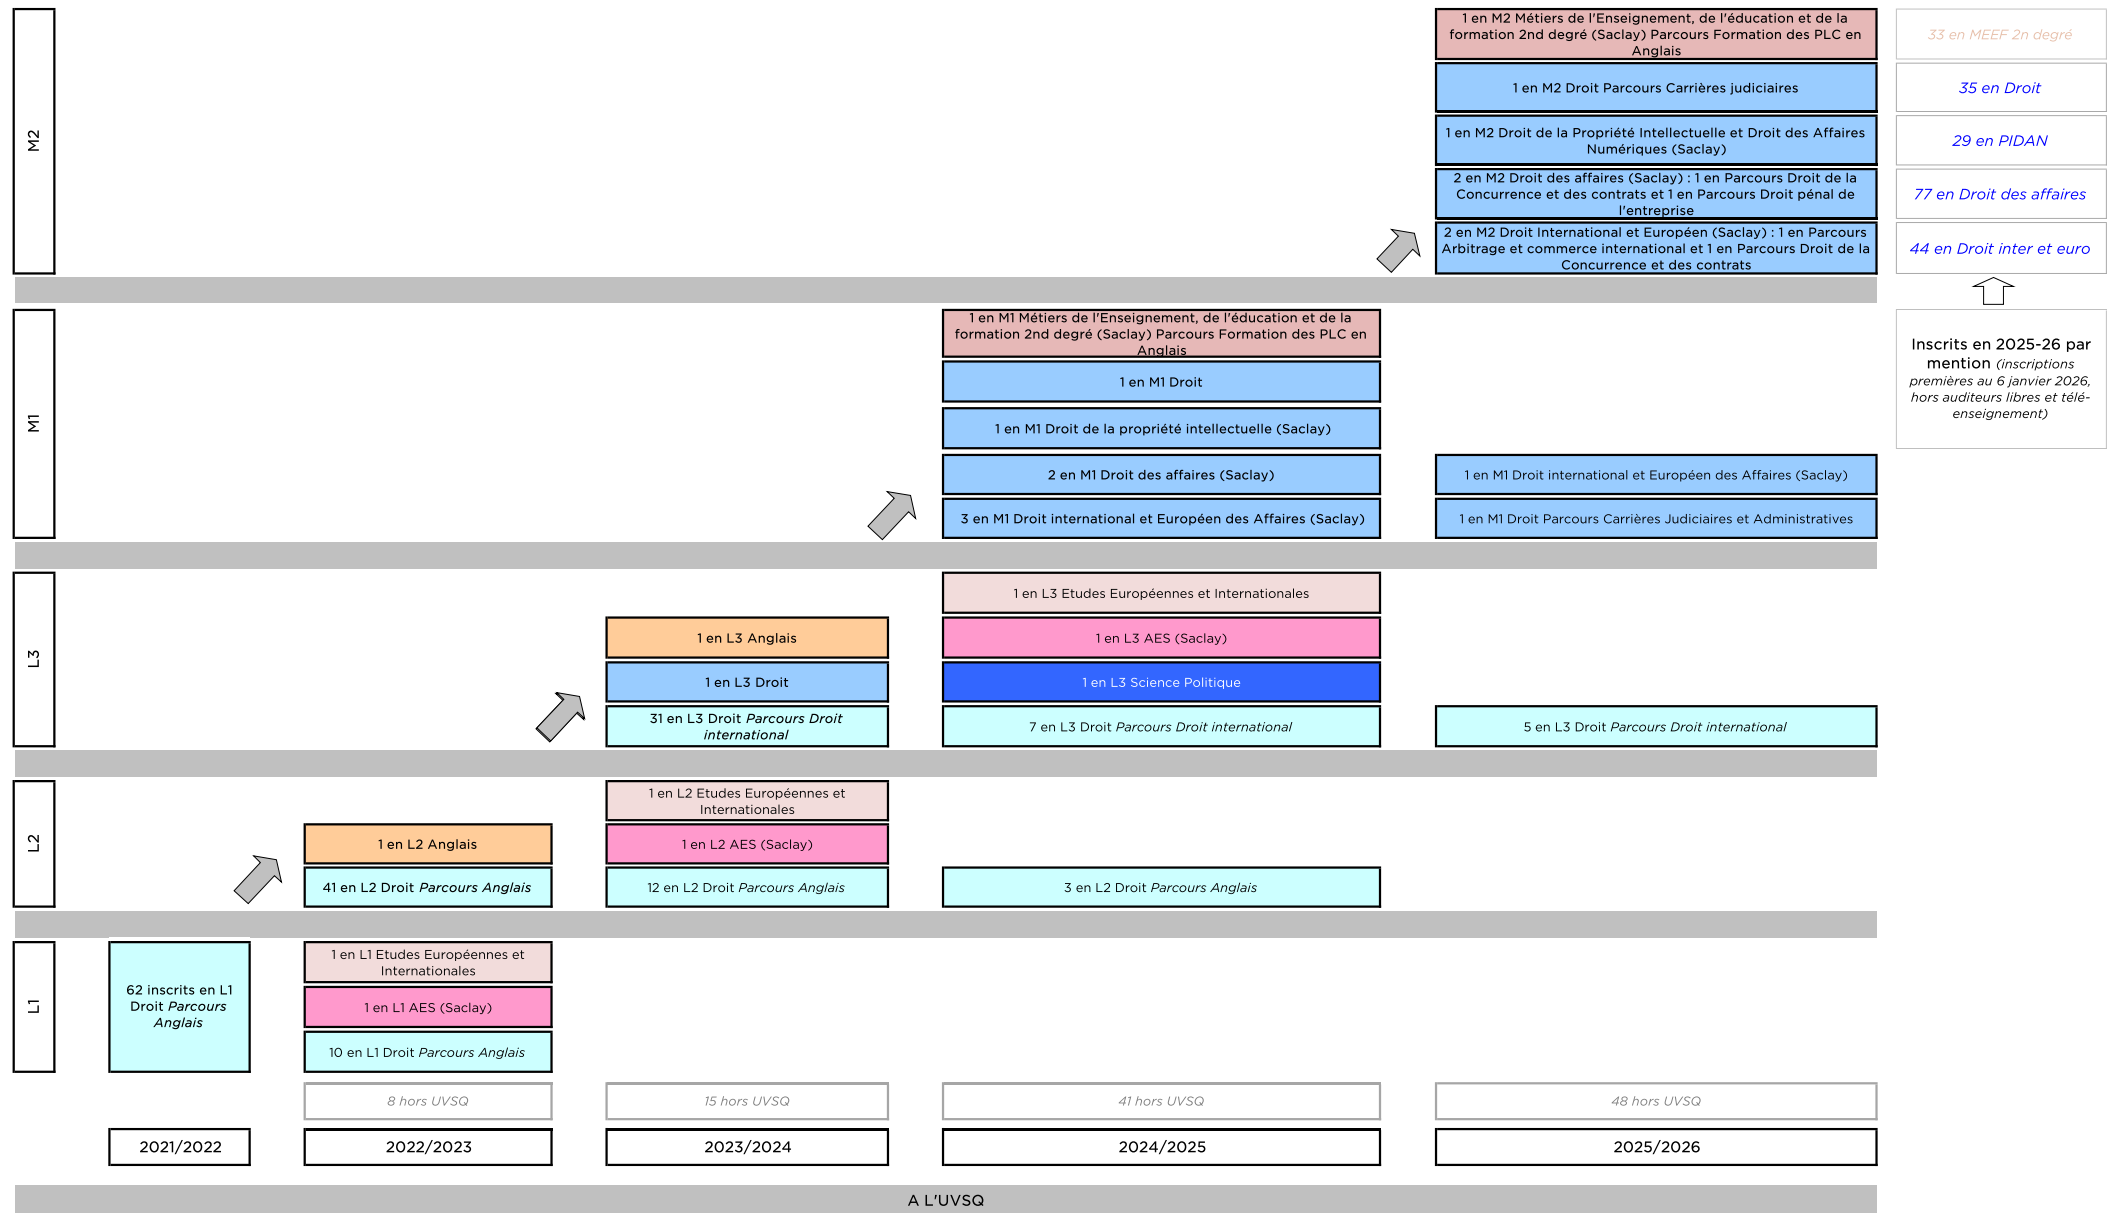 M2
1 en M2 Métiers de l'Enseignement, de l'éducation et de la
formation 2nd degré (Saclay) Parcours Formation des PLC en
Anglais
33 en MEEF 2n degré
1 en M2 Droit Parcours Carrières judiciaires
35 en Droit
1 en M2 Droit de la Propriété Intellectuelle et Droit des Affaires
Numériques (Saclay)
29 en PIDAN
2 en M2 Droit des affaires (Saclay) : 1 en Parcours Droit de la
Concurrence et des contrats et 1 en Parcours Droit pénal de
l'entreprise
77 en Droit des affaires
2 en M2 Droit International et Européen (Saclay) : 1 en Parcours
Arbitrage et commerce international et 1 en Parcours Droit de la
Concurrence et des contrats
44 en Droit inter et euro
M1
1 en M1 Métiers de l'Enseignement, de l'éducation et de la
formation 2nd degré (Saclay) Parcours Formation des PLC en
Anglais
1 en M1 Droit
1 en M1 Droit de la propriété intellectuelle (Saclay)
2 en M1 Droit des affaires (Saclay)
3 en M1 Droit international et Européen des Affaires (Saclay)
1 en M1 Droit international et Européen des Affaires (Saclay)
1 en M1 Droit Parcours Carrières Judiciaires et Administratives
Inscrits en 2025-26 par
mention (inscriptions
premières au 6 janvier 2026,
hors auditeurs libres et télé-
enseignement)
L3
1 en L3 Anglais
1 en L3 Droit
31 en L3 Droit Parcours Droit
international
1 en L3 Etudes Européennes et Internationales
1 en L3 AES (Saclay)
1 en L3 Science Politique
7 en L3 Droit Parcours Droit international
5 en L3 Droit Parcours Droit international
L2
1 en L2 Anglais
41 en L2 Droit Parcours Anglais
1 en L2 Etudes Européennes et
Internationales
1 en L2 AES (Saclay)
12 en L2 Droit Parcours Anglais
3 en L2 Droit Parcours Anglais
L1
62 inscrits en L1
Droit Parcours
Anglais
1 en L1 Etudes Européennes et
Internationales
1 en L1 AES (Saclay)
10 en L1 Droit Parcours Anglais
8 hors UVSQ
15 hors UVSQ
41 hors UVSQ
48 hors UVSQ
2021/2022
2022/2023
2023/2024
2024/2025
2025/2026
A L'UVSQ